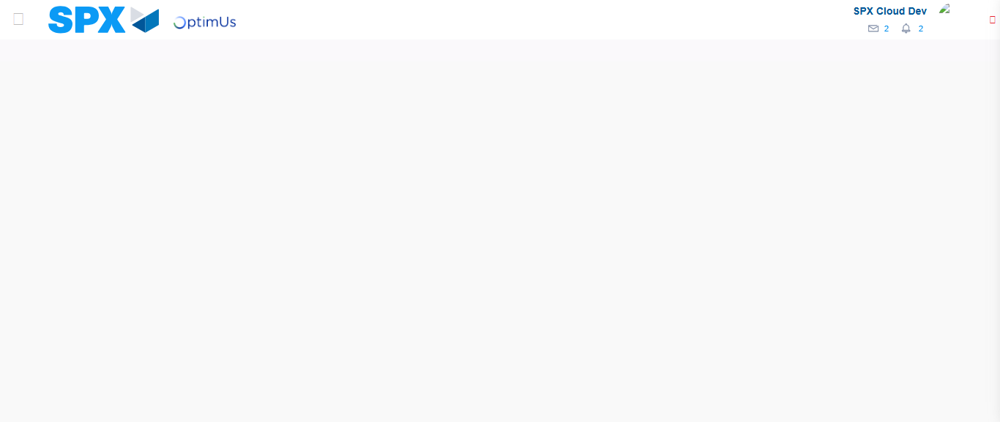 SPX
OptimUs
SPX Cloud Dev
2 2